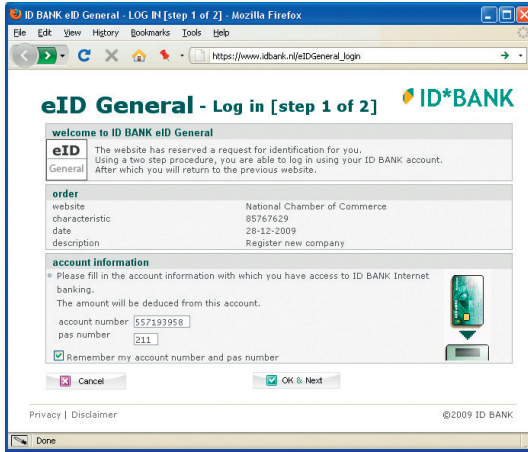 ID BANK eID General - LOG IN [step 1 of 2] - Mozilla Firefox
File Edit View History Bookmarks Tools Help
https://www.idbank.nl/eIDGeneral_login
eID General - Log in [step 1 of 2]
ID*BANK
welcome to ID BANK eID General
eID
General
The website has reserved a request for identification for you.
Using a two step procedure, you are able to log in using your ID BANK account.
After which you will return to the previous website.
order
website National Chamber of Commerce
characteristic 85767629
date 28-12-2009
description Register new company
account information
Please fill in the account information with which you have access to ID BANK Internet
banking.
The amount will be deduced from this account.
account number 557193958
pas number 211
Remember my account number and pas number
Cancel OK & Next
Privacy | Disclaimer ©2009 ID BANK
Done